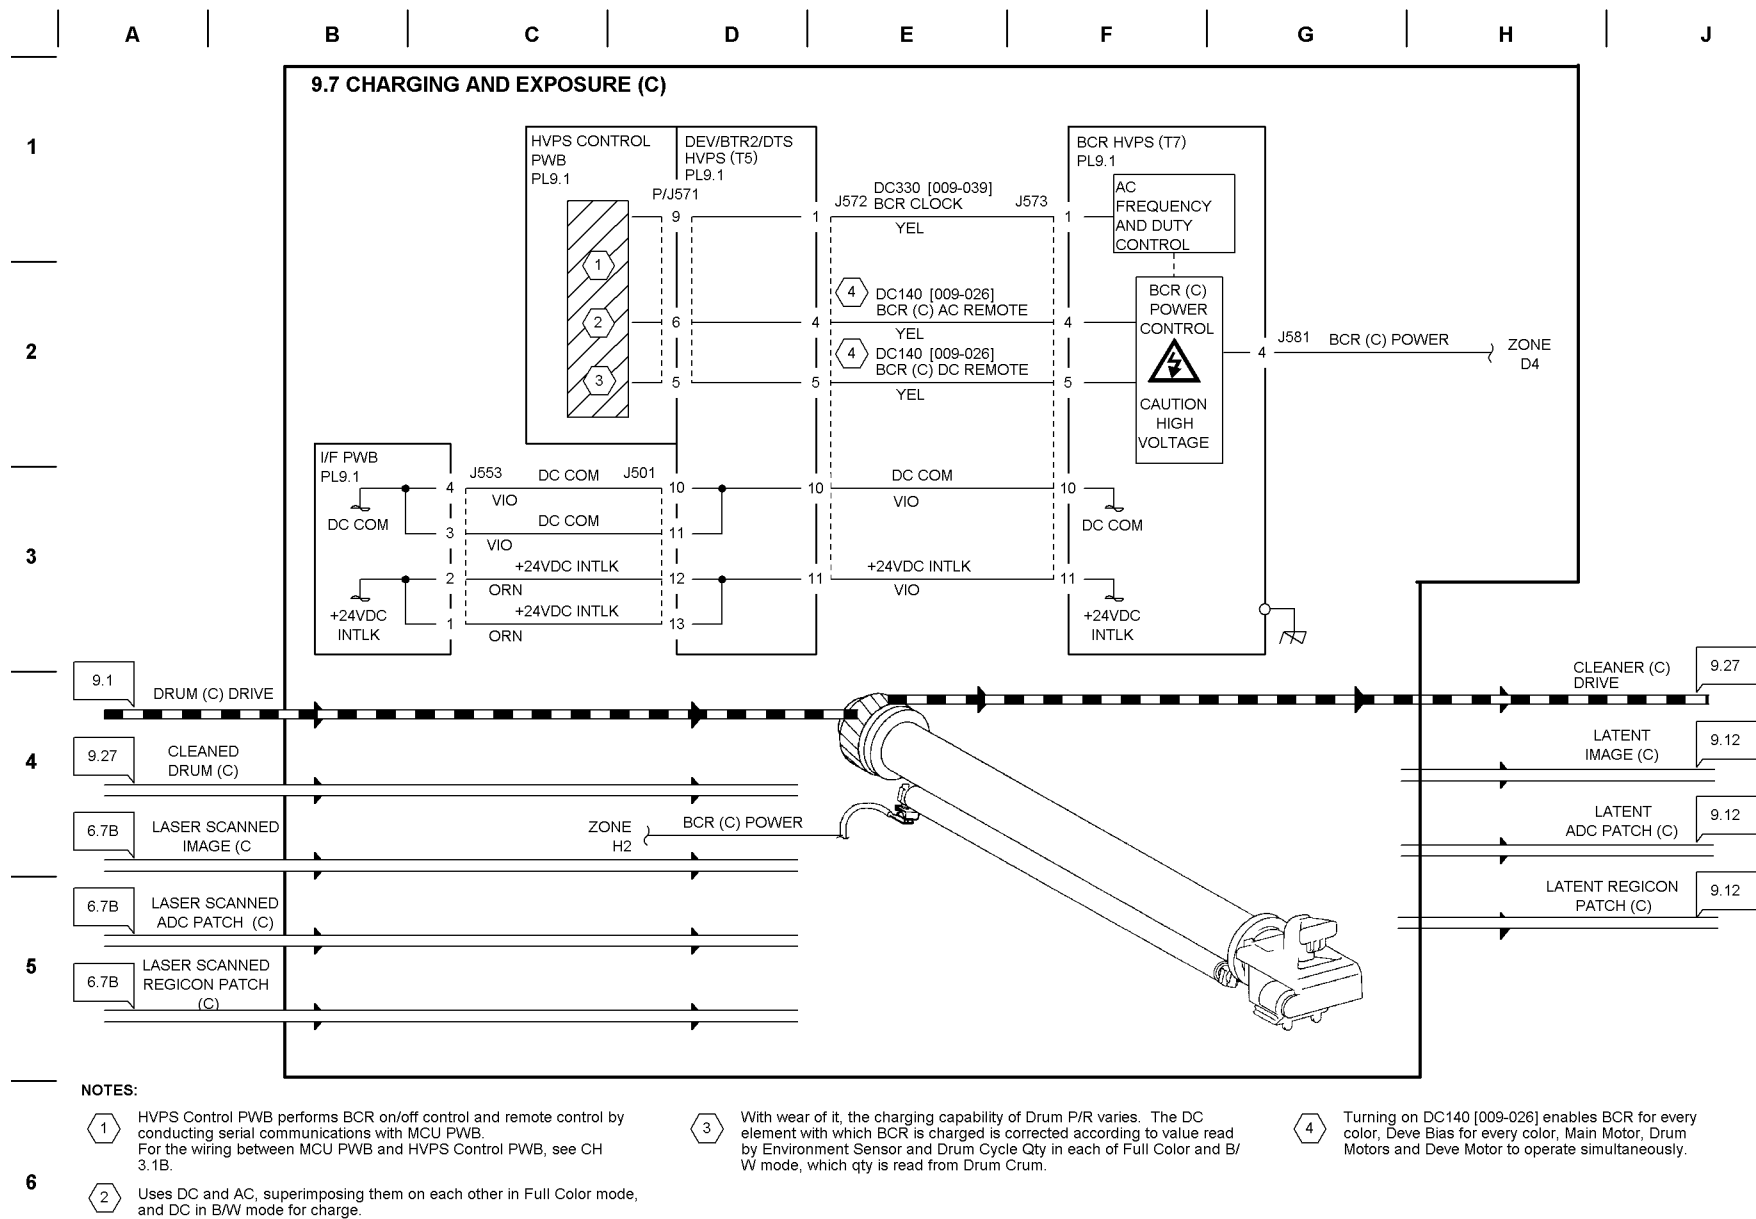 A B C D E F G H J
9.7 CHARGING AND EXPOSURE (C)
1
2
3
4
5
6
HVPS CONTROL
PWB
PL9.1
DEV/BTR2/DTS
HVPS (T5)
PL9.1
P/J571
1
2
3
9
6
5
1
4
5
J572
DC330 [009-039]
BCR CLOCK
YEL
J573
4
DC140 [009-026]
BCR (C) AC REMOTE
YEL
4
DC140 [009-026]
BCR (C) DC REMOTE
YEL
1
4
5
BCR HVPS (T7)
PL9.1
AC
FREQUENCY
AND DUTY
CONTROL
BCR (C)
POWER
CONTROL
CAUTION
HIGH
VOLTAGE
4
J581
BCR (C) POWER
ZONE
D4
I/F PWB
PL9.1
DC COM
+24VDC
INTLK
4
3
2
1
J553
DC COM
VIO
DC COM
VIO
+24VDC INTLK
ORN
+24VDC INTLK
ORN
J501
10
11
12
13
10
11
DC COM
VIO
+24VDC INTLK
VIO
10
11
DC COM
+24VDC
INTLK
9.1
DRUM (C) DRIVE
9.27
CLEANED
DRUM (C)
6.7B
LASER SCANNED
IMAGE (C
6.7B
LASER SCANNED
ADC PATCH (C)
6.7B
LASER SCANNED
REGICON PATCH
(C)
ZONE
H2
BCR (C) POWER
CLEANER (C)
DRIVE
9.27
LATENT
IMAGE (C)
9.12
LATENT
ADC PATCH (C)
9.12
LATENT REGICON
PATCH (C)
9.12
NOTES:
1
HVPS Control PWB performs BCR on/off control and remote control by
conducting serial communications with MCU PWB.
For the wiring between MCU PWB and HVPS Control PWB, see CH
3.1B.
2
Uses DC and AC, superimposing them on each other in Full Color mode,
and DC in B/W mode for charge.
3
With wear of it, the charging capability of Drum P/R varies. The DC
element with which BCR is charged is corrected according to value read
by Environment Sensor and Drum Cycle Qty in each of Full Color and B/
W mode, which qty is read from Drum Crum.
4
Turning on DC140 [009-026] enables BCR for every
color, Deve Bias for every color, Main Motor, Drum
Motors and Deve Motor to operate simultaneously.